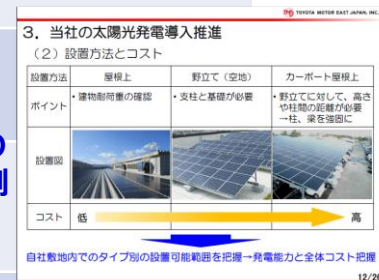 TOYOTA MOTOR EAST JAPAN, INC.
3．当社の太陽光発電導入推進
（2）設置方法とコスト
設置方法 屋根上 野立て（空地） カーポート屋根上
ポイント ・建物耐荷重の確認 ・支柱と基礎が必要 ・野立てに対して、高さ
や柱間の距離が必要
→柱、梁を強固に
設置図
コスト 低 高
自社敷地内でのタイプ別の設置可能範囲を把握→発電能力と全体コスト把握
12/20
の